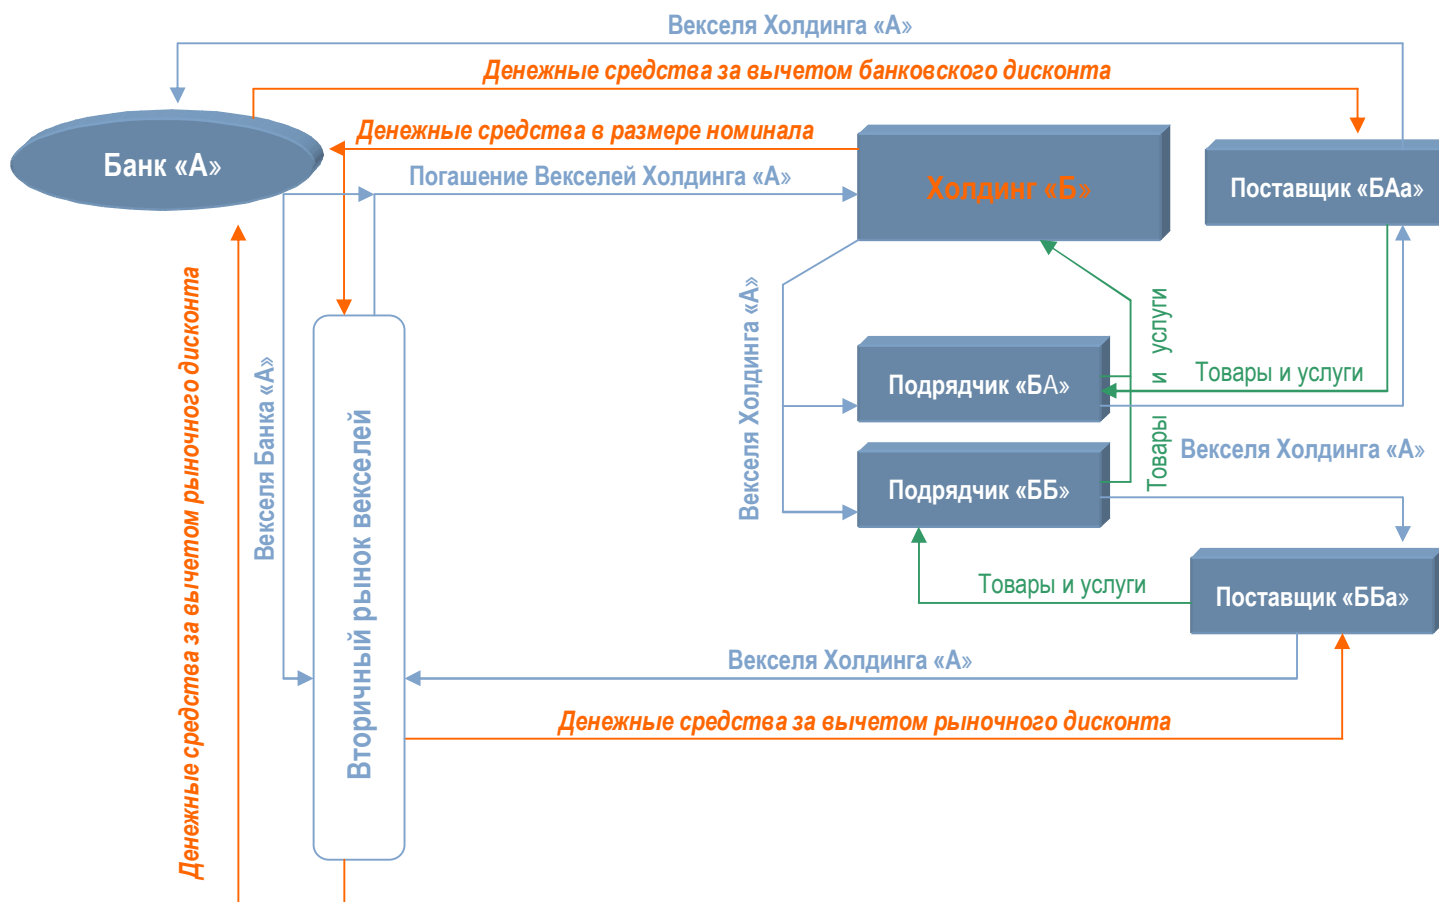 Векселя Холдинга «А»
Денежные средства за вычетом банковского дисконта
Денежные средства в размере номинала
Банк «А»
Погашение Векселей Холдинга «А»
Холдинг «Б»
Поставщик «БАа»
Денежные средства за вычетом рыночного дисконта
Векселя Банка «А»
Вторичный рынок векселей
Векселя Холдинга «А»
Товары и услуги
Подрядчик «БА»
Товары и услуги
Векселя Холдинга «А»
Подрядчик «ББ»
Товары и услуги
Поставщик «ББа»
Векселя Холдинга «А»
Денежные средства за вычетом рыночного дисконта